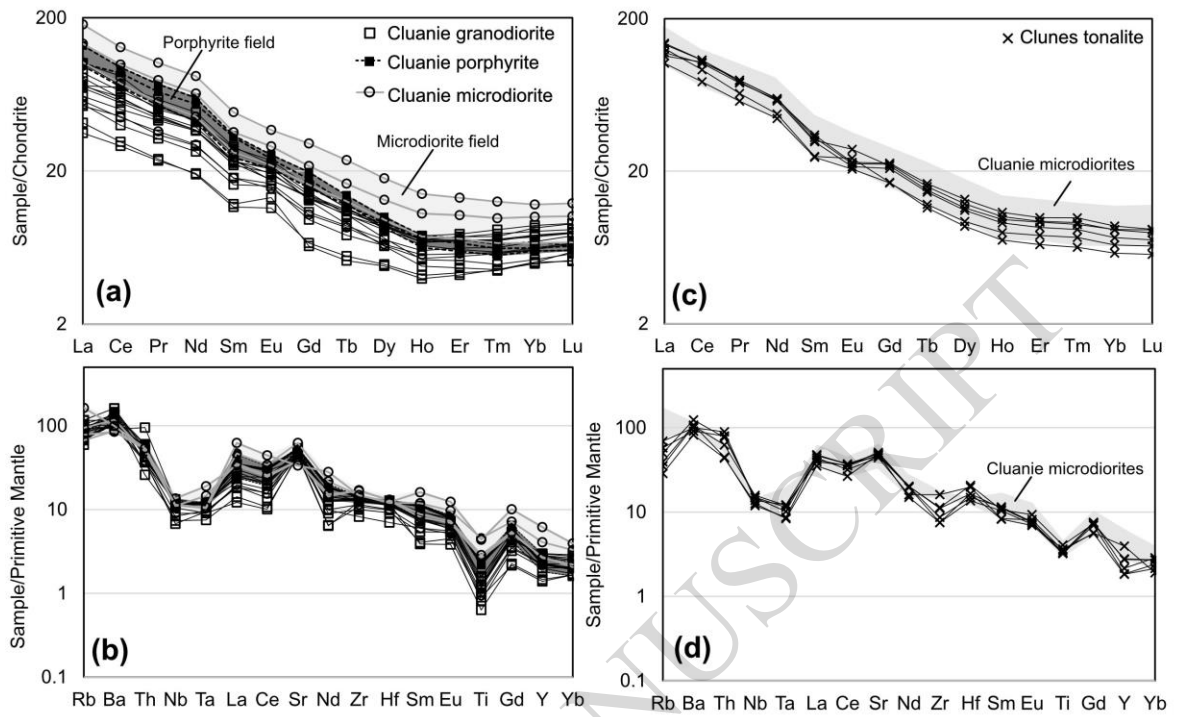 200
20
2
Sample/Chondrite
Porphyrite field
Cluanie granodiorite
Cluanie porphyrite
Cluanie microdiorite
Microdiorite field
(a)
La Ce Pr Nd Sm Eu Gd Tb Dy Ho Er Tm Yb Lu
200
20
2
Sample/Chondrite
Clunes tonalite
Cluanie microdiorites
(c)
La Ce Pr Nd Sm Eu Gd Tb Dy Ho Er Tm Yb Lu
100
10
1
0.1
Sample/Primitive Mantle
(b)
Rb Ba Th Nb Ta La Ce Sr Nd Zr Hf Sm Eu Ti Gd Y Yb
100
10
1
0.1
Sample/Primitive Mantle
Cluanie microdiorites
(d)
Rb Ba Th Nb Ta La Ce Sr Nd Zr Hf Sm Eu Ti Gd Y Yb
NUSCRIPT